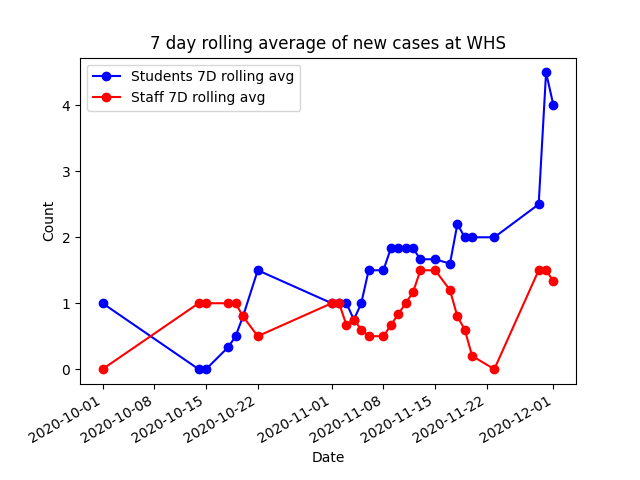 7 day rolling average of new cases at WHS
Students 7D rolling avg
Staff 7D rolling avg
Count
4
3
2
1
0
2020-10-01
2020-10-08
2020-10-15
2020-10-22
2020-11-01
2020-11-08
2020-11-15
2020-11-22
2020-12-01
Date